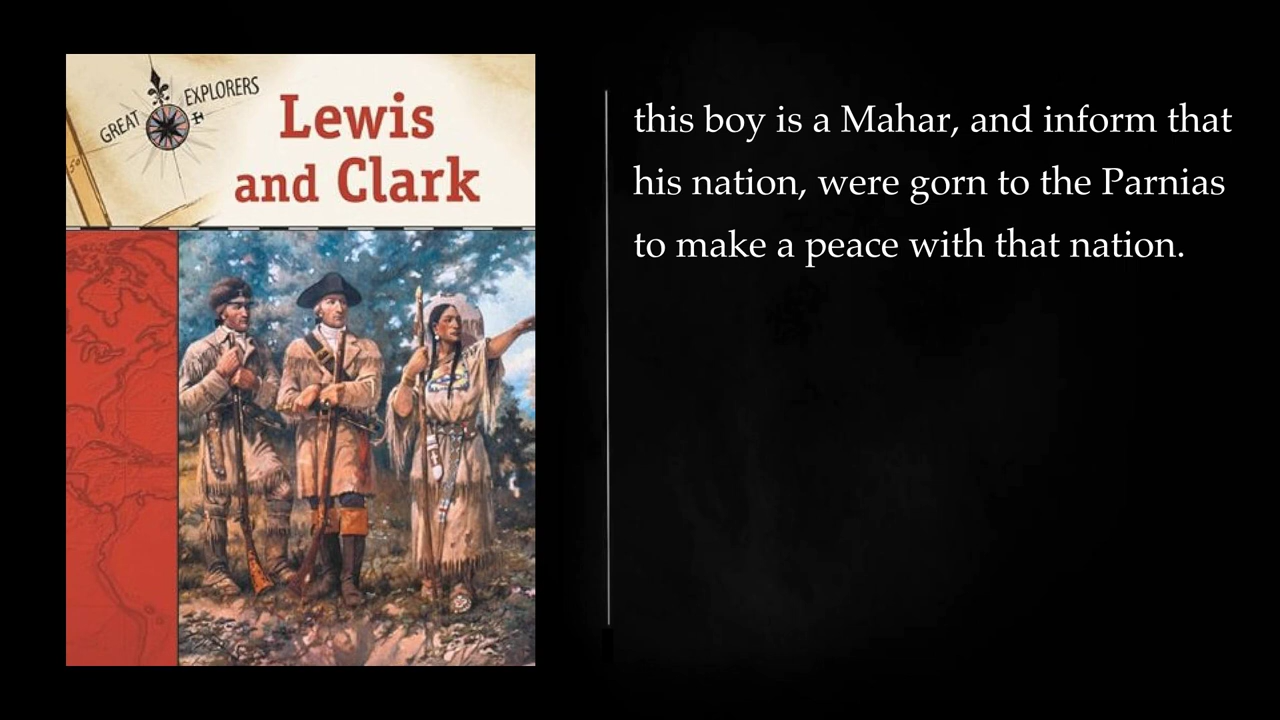 GREAT EXPLORERS
Lewis
and Clark
50
this boy is a Mahar, and inform that
his nation, were gorn to the Parnias
to make a peace with that nation.